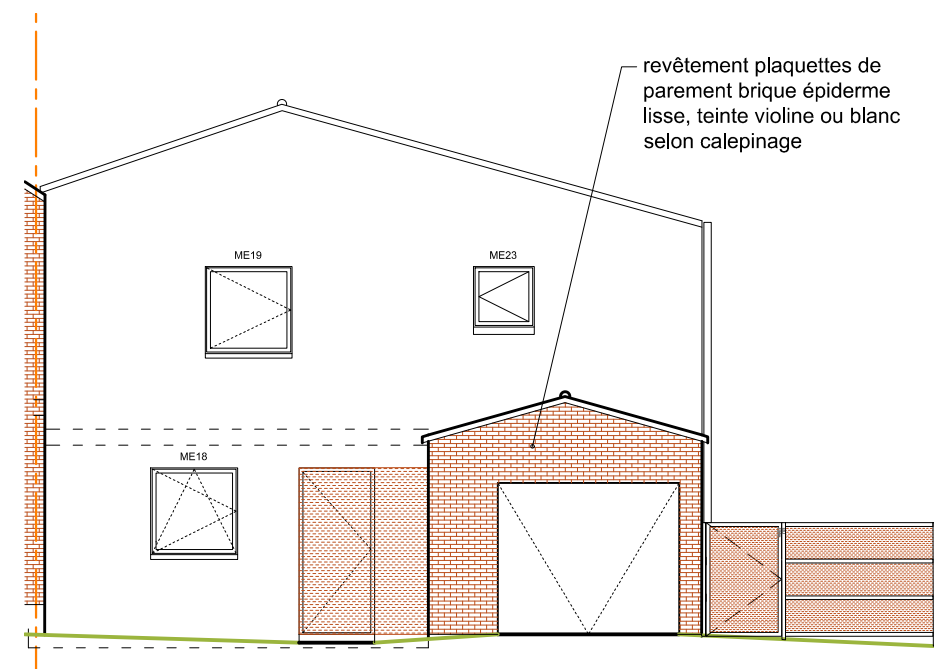 revêtement plaquettes de
parement brique épiderme
lisse, teinte violine ou blanc
selon calepinage
ME19
ME23
ME18